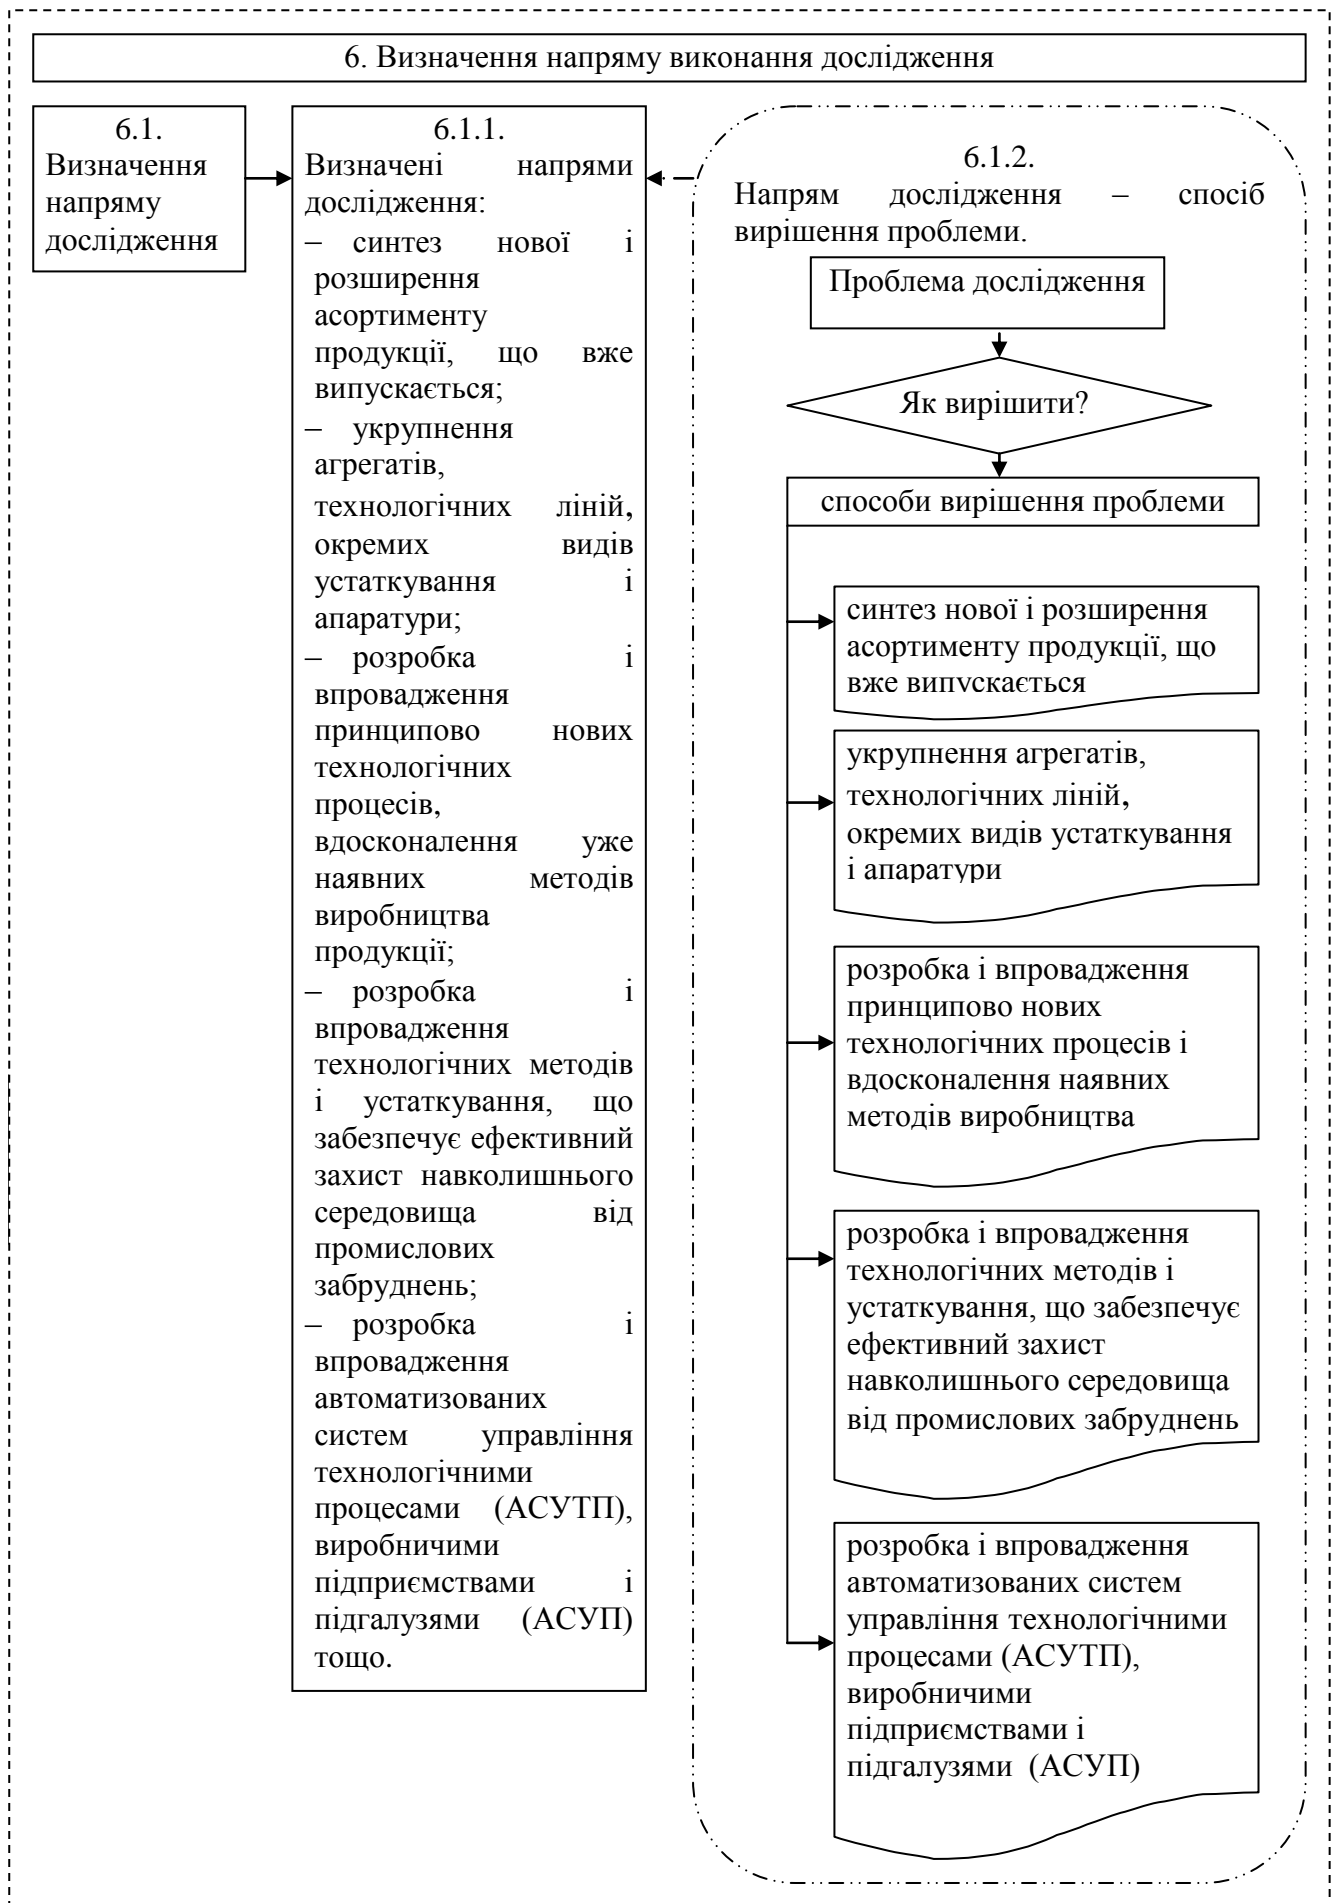 6. Визначення напряму виконання дослідження
6.1.
Визначення
напряму
дослідження
6.1.1.
Визначені напрями
дослідження:
– синтез нової і
розширення
асортименту
продукції, що вже
випускається;
– укрупнення
агрегатів,
технологічних ліній,
окремих видів
устаткування і
апаратури;
– розробка і
впровадження
принципово нових
технологічних
процесів,
вдосконалення уже
наявних методів
виробництва
продукції;
– розробка і
впровадження
технологічних методів
і устаткування, що
забезпечує ефективний
захист навколишнього
середовища від
промислових
забруднень;
– розробка і
впровадження
автоматизованих
систем управління
технологічними
процесами (АСУТП),
виробничими
підприємствами і
підгалузями (АСУП)
тощо.
6.1.2.
Напрям дослідження – спосіб
вирішення проблеми.
Проблема дослідження
Як вирішити?
способи вирішення проблеми
синтез нової і розширення
асортименту продукції, що
вже випускається
укрупнення агрегатів,
технологічних ліній,
окремих видів устаткування
і апаратури
розробка і впровадження
принципово нових
технологічних процесів і
вдосконалення наявних
методів виробництва
розробка і впровадження
технологічних методів і
устаткування, що забезпечує
ефективний захист
навколишнього середовища
від промислових забруднень
розробка і впровадження
автоматизованих систем
управління технологічними
процесами (АСУТП),
виробничими
підприємствами і
підгалузями (АСУП)